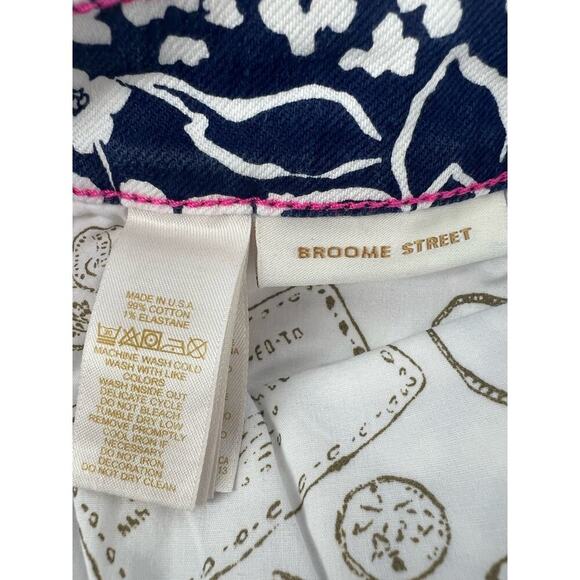 BROOME STREET
MADE IN U.S.A
99% COTTON
1% ELASTANE
MACHINE WASH COLD
WASH WITH LIKE
COLORS
WASH INSIDE OUT
DELICATE CYCLE
DO NOT BLEACH
TUMBLE DRY LOW
REMOVE PROMPTLY
COOL IRON IF
NECESSARY
DO NOT IRON
DECORATION
DO NOT DRY CLEAN
CA
13